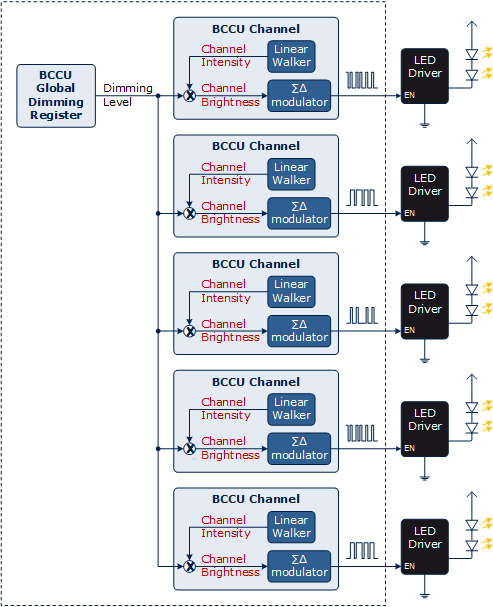 BCCU
Global
Dimming
Register
Dimming
Level
BCCU Channel
Channel
Intensity
Linear
Walker
Channel
Brightness
ΣΔ
modulator
LED
Driver
EN
BCCU Channel
Channel
Intensity
Linear
Walker
Channel
Brightness
ΣΔ
modulator
LED
Driver
EN
BCCU Channel
Channel
Intensity
Linear
Walker
Channel
Brightness
ΣΔ
modulator
LED
Driver
EN
BCCU Channel
Channel
Intensity
Linear
Walker
Channel
Brightness
ΣΔ
modulator
LED
Driver
EN
BCCU Channel
Channel
Intensity
Linear
Walker
Channel
Brightness
ΣΔ
modulator
LED
Driver
EN